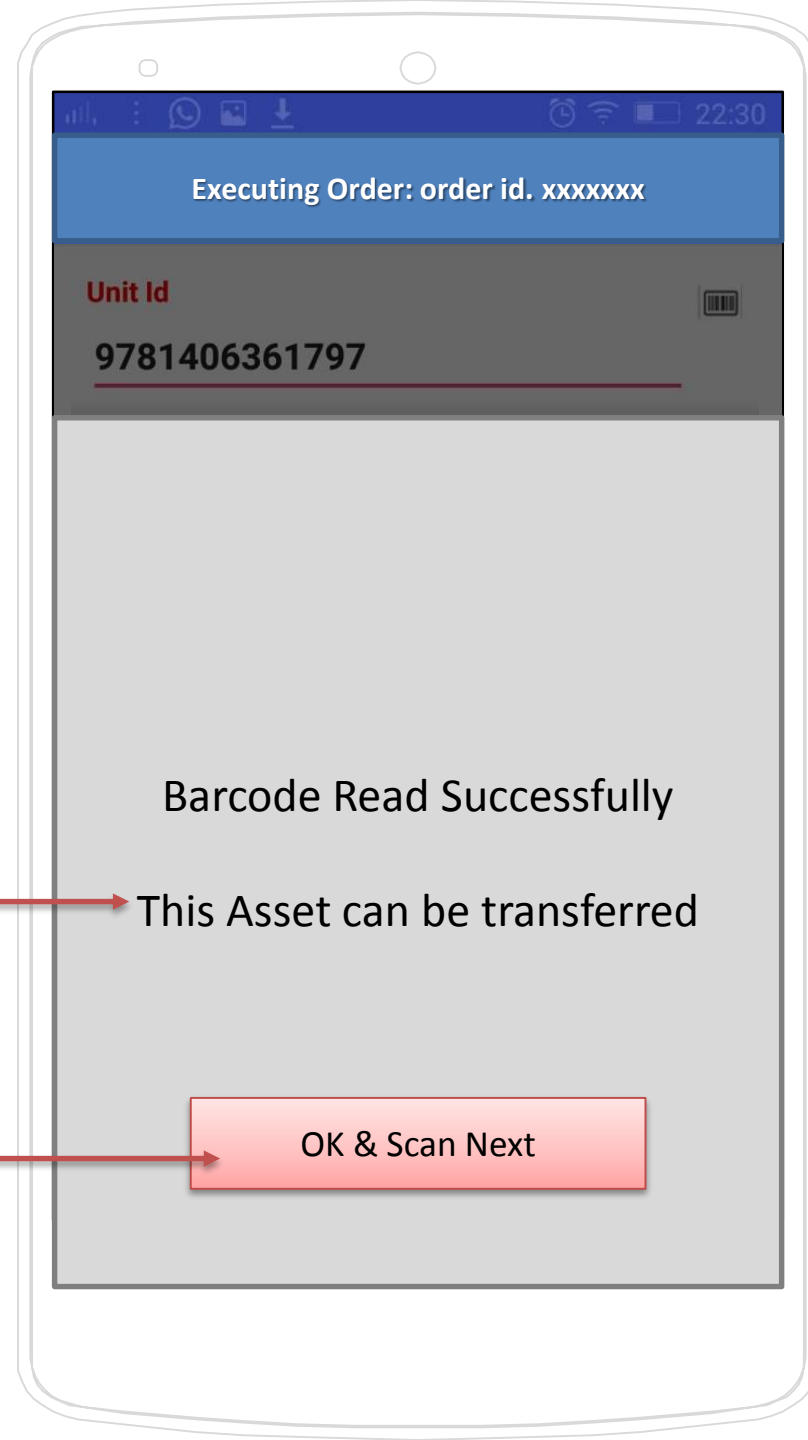 22:30
Executing Order: order id. xxxxxxx
Unit Id
9781406361797
Barcode Read Successfully
This Asset can be transferred
OK & Scan Next